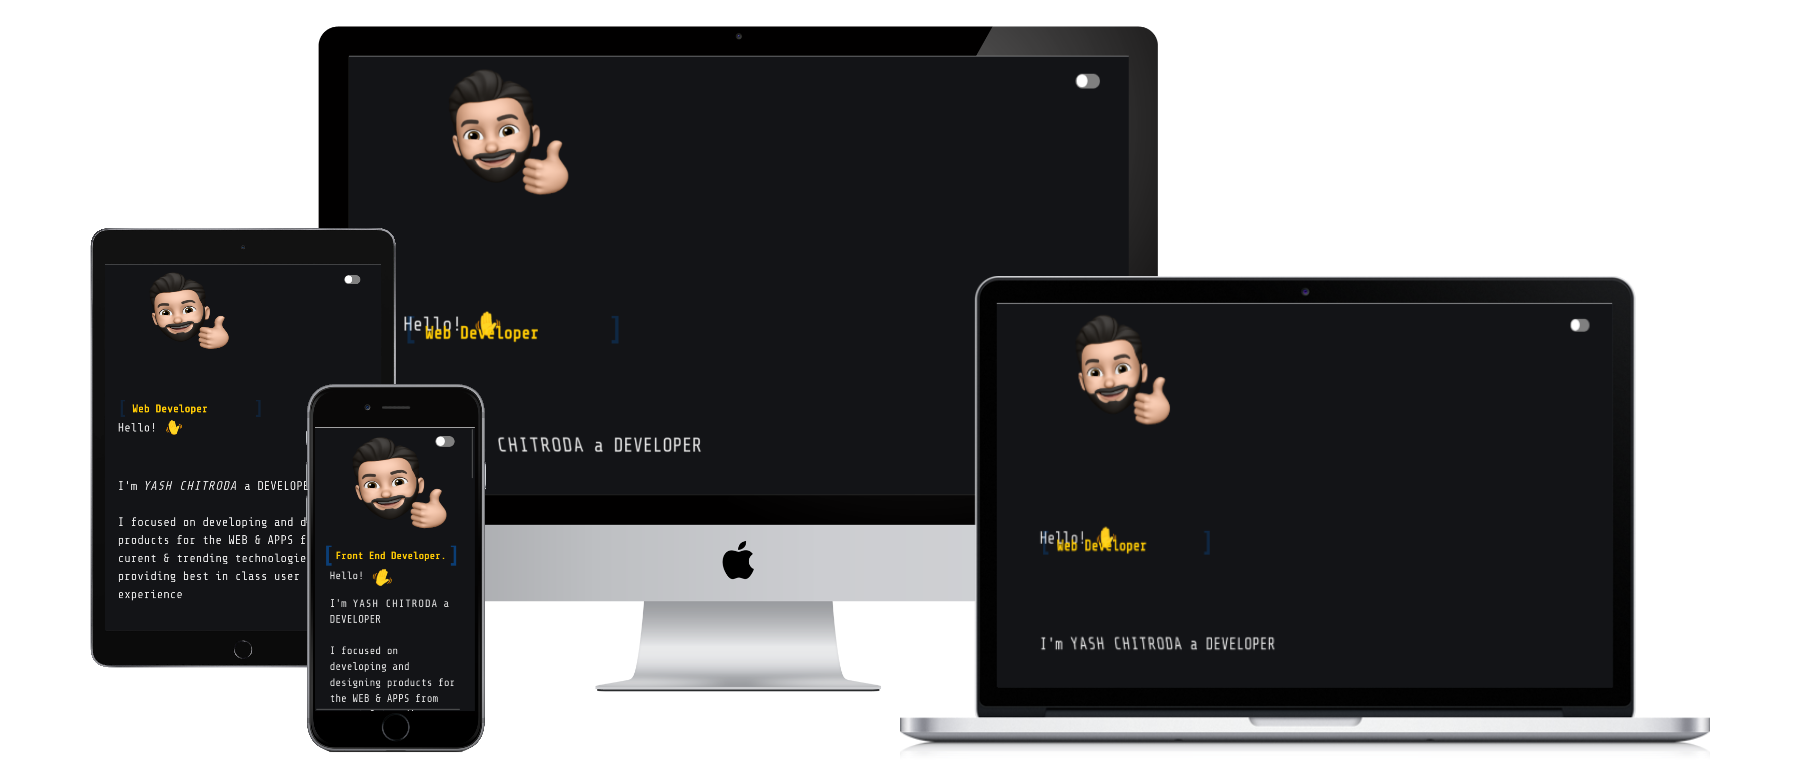 Hello!
[ Web Developer ]
CHITRODA a DEVELOPER
[ Web Developer ]
Hello!
I'm YASH CHITRODA a
I focused on developing and
products for the WEB & APPS
curent & trending
providing best in class user
experience
[ Front End Developer. ]
Hello!
I'm YASH CHITRODA a
DEVELOPER
I focused on
developing and
designing products for
the WEB & APPS from
Hello!
[ Web Developer ]
I'm YASH CHITRODA a DEVELOPER